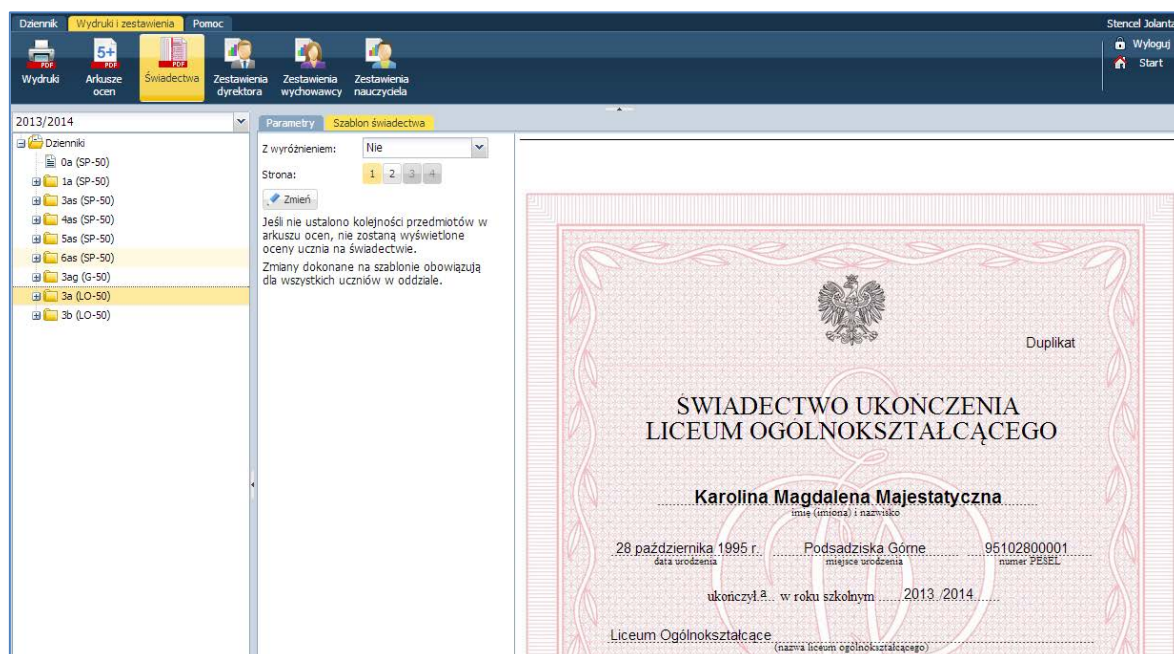 Dziennik Wydruki i zestawienia Pomoc Stencel Jolanta
Wydruki
Arkusze ocen
Świadectwa
Zestawienia dyrektora
Zestawienia wychowawcy
Zestawienia nauczyciela
Wyloguj
Start
2013/2014
Dzienniki
0a (SP-50)
1a (SP-50)
3as (SP-50)
4as (SP-50)
5as (SP-50)
6as (SP-50)
3ag (G-50)
3a (LO-50)
3b (LO-50)
Parametry Szablon świadectwa
Z wyróżnieniem: Nie
Strona: 1 2 3 4
Zmień
Jeśli nie ustalono kolejności przedmiotów w
arkuszu ocen, nie zostaną wyświetlone
oceny ucznia na świadectwie.
Zmiany dokonane na szablonie obowiązują
dla wszystkich uczniów w oddziale.
Duplikat
ŚWIADECTWO UKOŃCZENIA
LICEUM OGÓLNOKSZTAŁCĄCEGO
Karolina Magdalena Majestatyczna
imię (imiona) i nazwisko
28 października 1995 r. Podsadziska Górne 95102800001
data urodzenia miejsce urodzenia numer PESEL
ukończył a w roku szkolnym 2013 /2014
Liceum Ogólnokształcące
(nazwa liceum ogólnokształcącego)